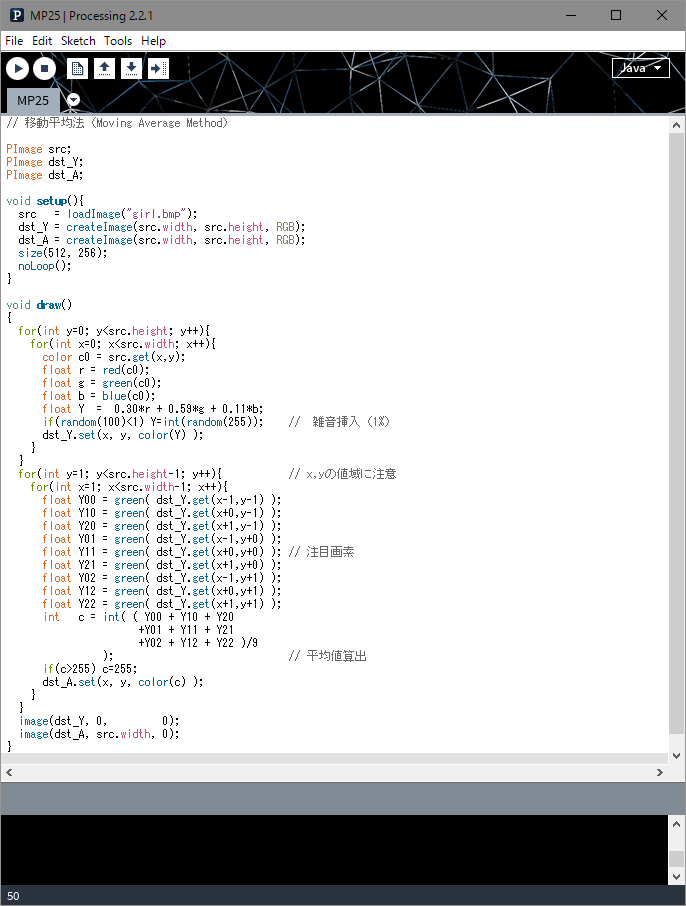 MP25 | Processing 2.2.1
File Edit Sketch Tools Help
Java
MP25
// 移動平均法 (Moving Average Method)
PImage src;
PImage dst_Y;
PImage dst_A;
void setup(){
  src   = loadImage("girl.bmp");
  dst_Y = createImage(src.width, src.height, RGB);
  dst_A = createImage(src.width, src.height, RGB);
  size(512, 256);
  noLoop();
}
void draw()
{
  for(int y=0; y<src.height; y++){
    for(int x=0; x<src.width; x++){
      color c0 = src.get(x,y);
      float r = red(c0);
      float g = green(c0);
      float b = blue(c0);
      float Y  =  0.30*r + 0.59*g + 0.11*b;
      if(random(100)<1) Y=int(random(255));    //  雑音挿入 (1%)
      dst_Y.set(x, y, color(Y) );
    }
  }
  for(int y=1; y<src.height-1; y++){           // x,yの値域に注意
    for(int x=1; x<src.width-1; x++){
      float Y00 = green( dst_Y.get(x-1,y-1) );
      float Y10 = green( dst_Y.get(x+0,y-1) );
      float Y20 = green( dst_Y.get(x+1,y-1) );
      float Y01 = green( dst_Y.get(x-1,y+0) );
      float Y11 = green( dst_Y.get(x+0,y+0) ); // 注目画素
      float Y21 = green( dst_Y.get(x+1,y+0) );
      float Y02 = green( dst_Y.get(x-1,y+1) );
      float Y12 = green( dst_Y.get(x+0,y+1) );
      float Y22 = green( dst_Y.get(x+1,y+1) );
      int   c = int( ( Y00 + Y10 + Y20
                      +Y01 + Y11 + Y21
                      +Y02 + Y12 + Y22 )/9
                );                             // 平均値算出
      if(c>255) c=255;
      dst_A.set(x, y, color(c) );
    }
  }
  image(dst_Y, 0,         0);
  image(dst_A, src.width, 0);
}
50